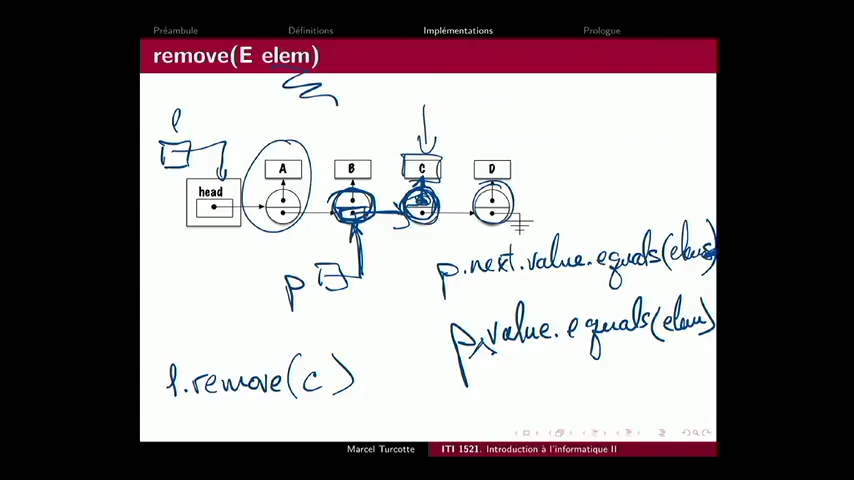 Préambule Définitions Implémentations Prologue
remove(E elem)
l
A B C D
head
p
p.next.value.equals(elem)
p.value.equals(elem)
l.remove(C)
Marcel Turcotte ITI 1521. Introduction à l'informatique II